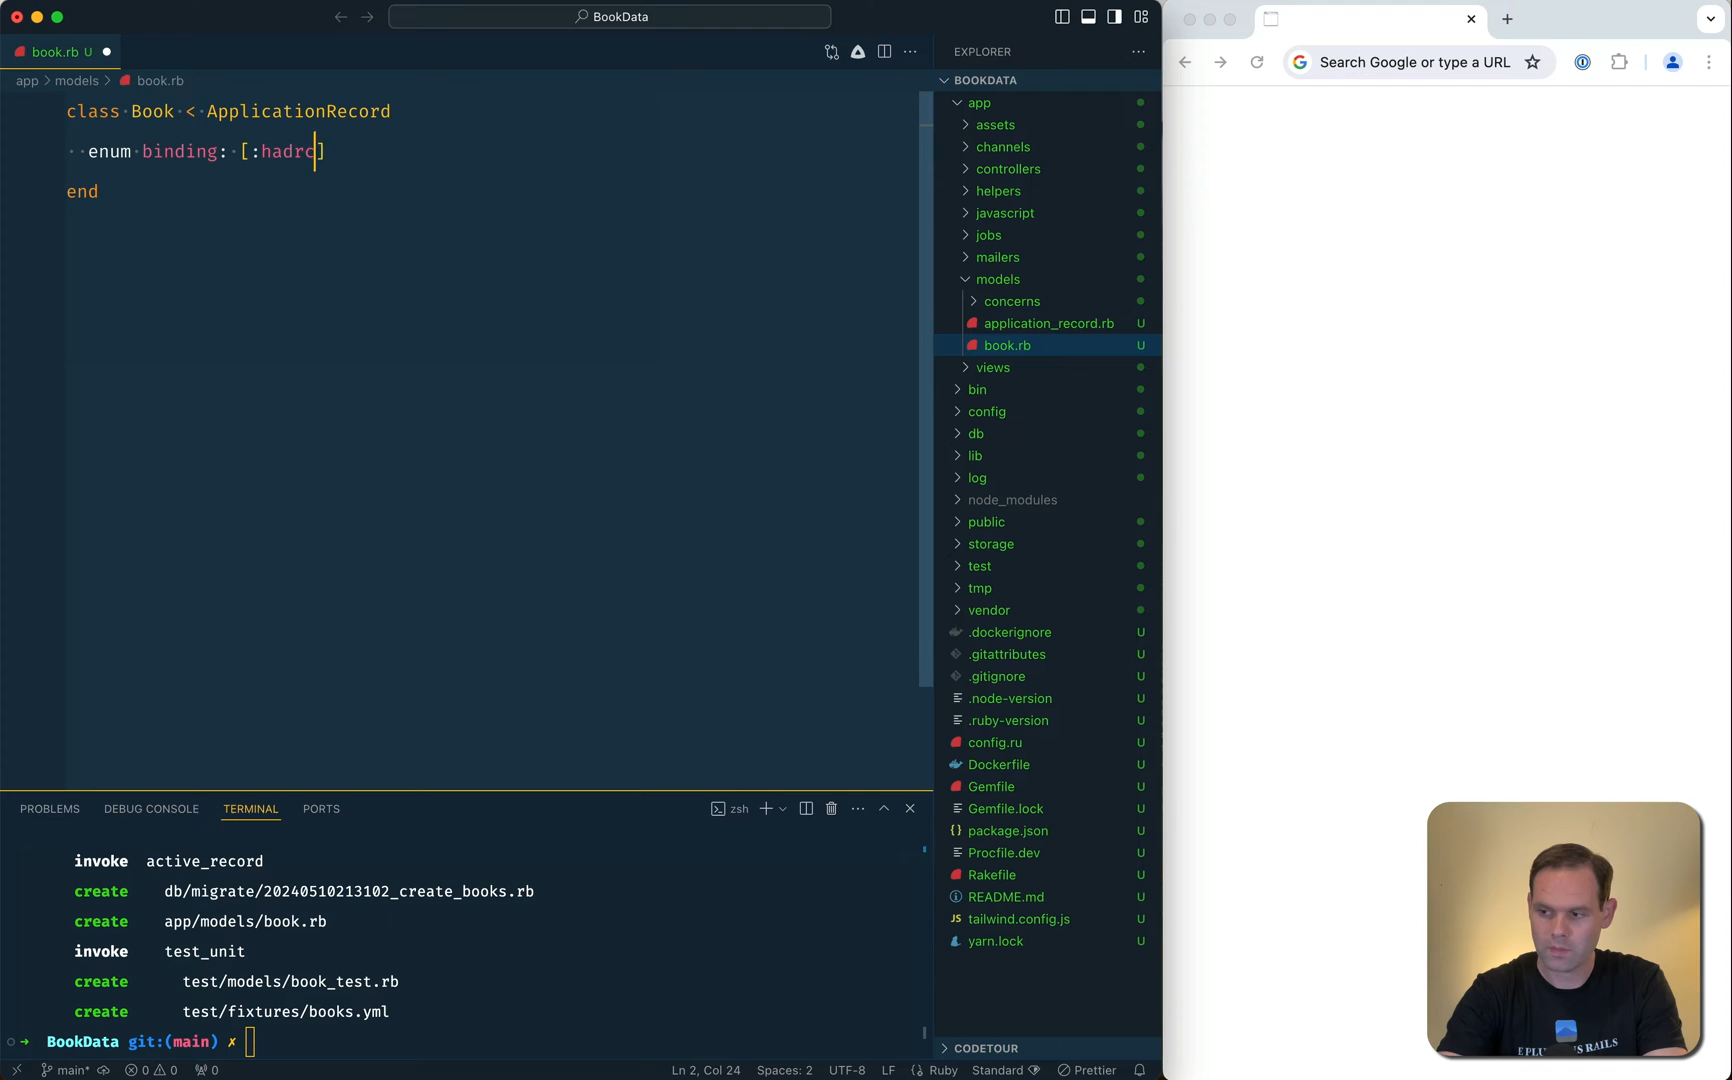 BookData
Search Google or type a URL
book.rb U
EXPLORER
app > models > book.rb
BOOKDATA
class Book < ApplicationRecord
enum binding: [:hadrc]
end
app
assets
channels
controllers
helpers
javascript
jobs
mailers
models
concerns
application_record.rb U
book.rb U
views
bin
config
db
lib
log
node_modules
public
storage
test
tmp
vendor
.dockerignore U
.gitattributes U
.gitignore U
.node-version U
.ruby-version U
config.ru U
Dockerfile U
Gemfile U
Gemfile.lock U
package.json U
Procfile.dev U
Rakefile U
README.md U
JS tailwind.config.js U
yarn.lock U
CODETOUR
PROBLEMS DEBUG CONSOLE TERMINAL PORTS
zsh
invoke active_record
create db/migrate/20240510213102_create_books.rb
create app/models/book.rb
invoke test_unit
create test/models/book_test.rb
create test/fixtures/books.yml
BookData git:(main) ✗
main* 0 0 0 Ln 2, Col 24 Spaces: 2 UTF-8 LF Ruby Standard Prettier